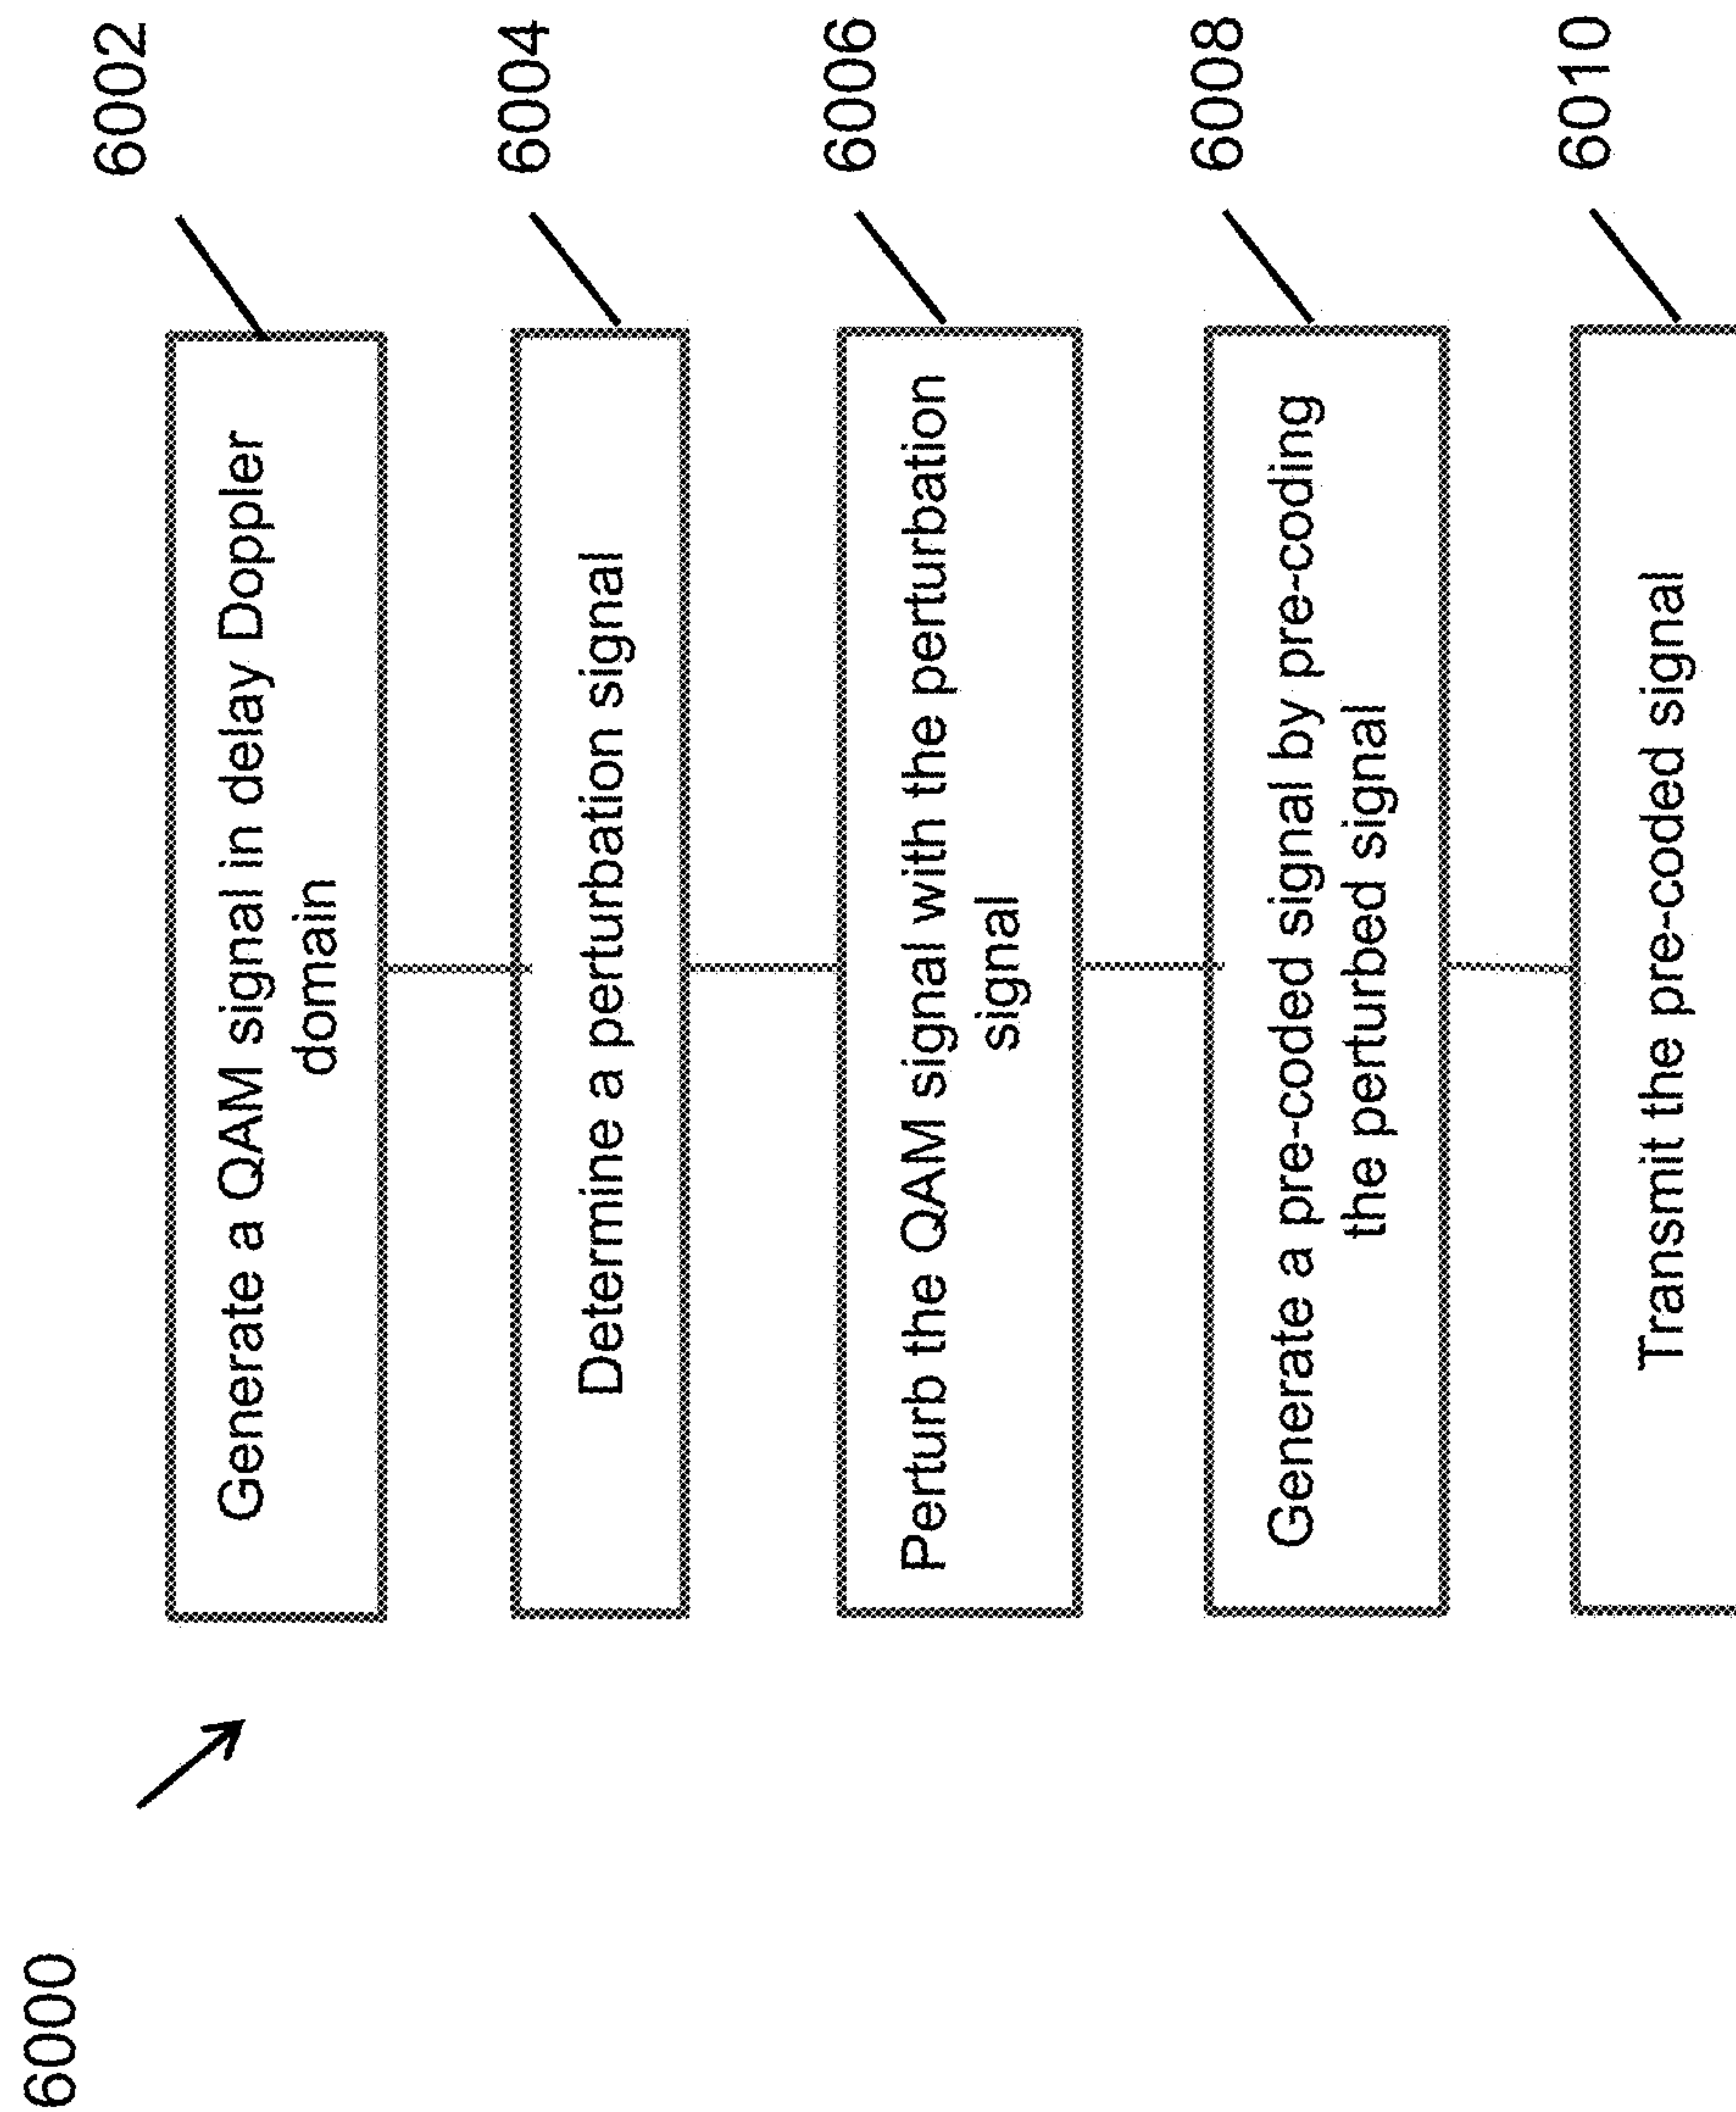 6000
6002
Generate a QAM signal in delay Doppler
domain
6004
Determine a perturbation signal
6006
Perturb the QAM signal with the perturbation
signal
6008
Generate a pre-coded signal by pre-coding
the perturbed signal
6010
Transmit the pre-coded signal